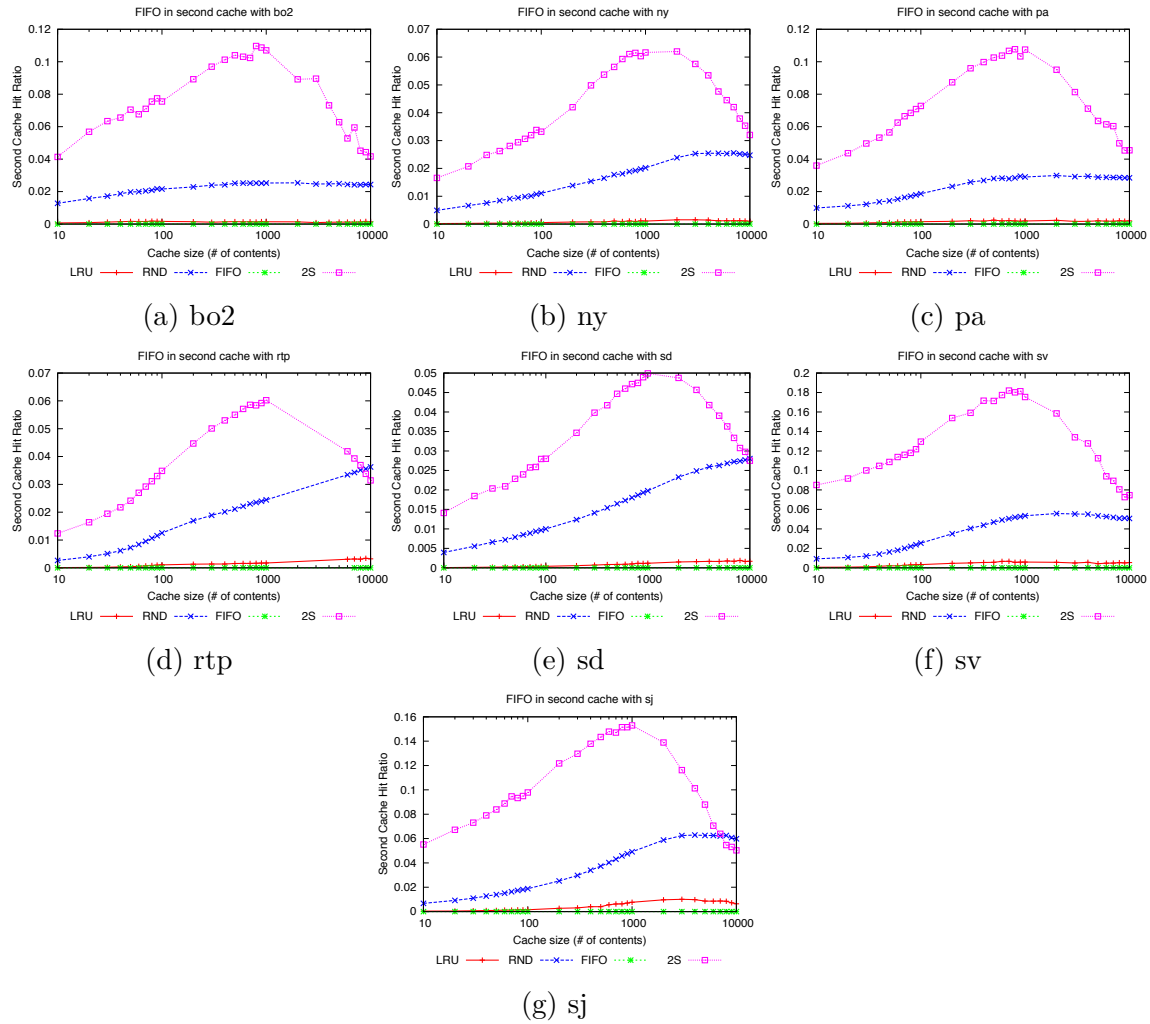 FIFO in second cache with bo2
0.12
0.1
0.08
0.06
0.04
0.02
0
Second Cache Hit Ratio
10 100 1000 10000
Cache size (# of contents)
LRU RND FIFO 2S
(a) bo2
FIFO in second cache with ny
0.07
0.06
0.05
0.04
0.03
0.02
0.01
0
Second Cache Hit Ratio
10 100 1000 10000
Cache size (# of contents)
LRU RND FIFO 2S
(b) ny
FIFO in second cache with pa
0.12
0.1
0.08
0.06
0.04
0.02
0
Second Cache Hit Ratio
10 100 1000 10000
Cache size (# of contents)
LRU RND FIFO 2S
(c) pa
FIFO in second cache with rtp
0.07
0.06
0.05
0.04
0.03
0.02
0.01
0
Second Cache Hit Ratio
10 100 1000 10000
Cache size (# of contents)
LRU RND FIFO 2S
(d) rtp
FIFO in second cache with sd
0.05
0.045
0.04
0.035
0.03
0.025
0.02
0.015
0.01
0.005
0
Second Cache Hit Ratio
10 100 1000 10000
Cache size (# of contents)
LRU RND FIFO 2S
(e) sd
FIFO in second cache with sv
0.2
0.18
0.16
0.14
0.12
0.1
0.08
0.06
0.04
0.02
0
Second Cache Hit Ratio
10 100 1000 10000
Cache size (# of contents)
LRU RND FIFO 2S
(f) sv
FIFO in second cache with sj
0.16
0.14
0.12
0.1
0.08
0.06
0.04
0.02
0
Second Cache Hit Ratio
10 100 1000 10000
Cache size (# of contents)
LRU RND FIFO 2S
(g) sj